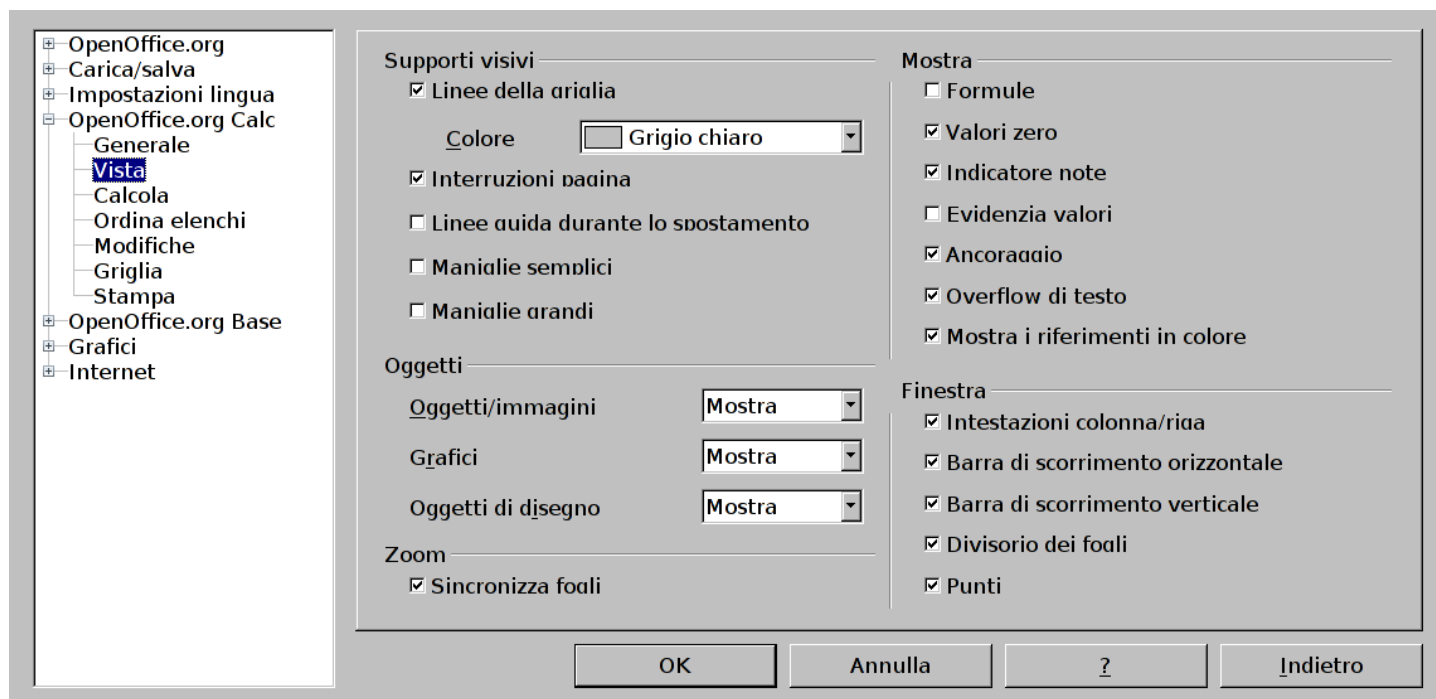 OpenOffice.org
Carica/salva
Impostazioni lingua
OpenOffice.org Calc
Generale
Vista
Calcola
Ordina elenchi
Modifiche
Griglia
Stampa
OpenOffice.org Base
Grafici
Internet
Supporti visivi
Linee della griglia
Colore
Grigio chiaro
Interruzioni pagina
Linee guida durante lo spostamento
Maniglie semplici
Maniglie grandi
Oggetti
Oggetti/immagini
Mostra
Grafici
Mostra
Oggetti di disegno
Mostra
Zoom
Sincronizza fogli
Mostra
Formule
Valori zero
Indicatore note
Evidenzia valori
Ancoraggio
Overflow di testo
Mostra i riferimenti in colore
Finestra
Intestazioni colonna/riga
Barra di scorrimento orizzontale
Barra di scorrimento verticale
Divisorio dei fogli
Punti
OK
Annulla
?
Indietro